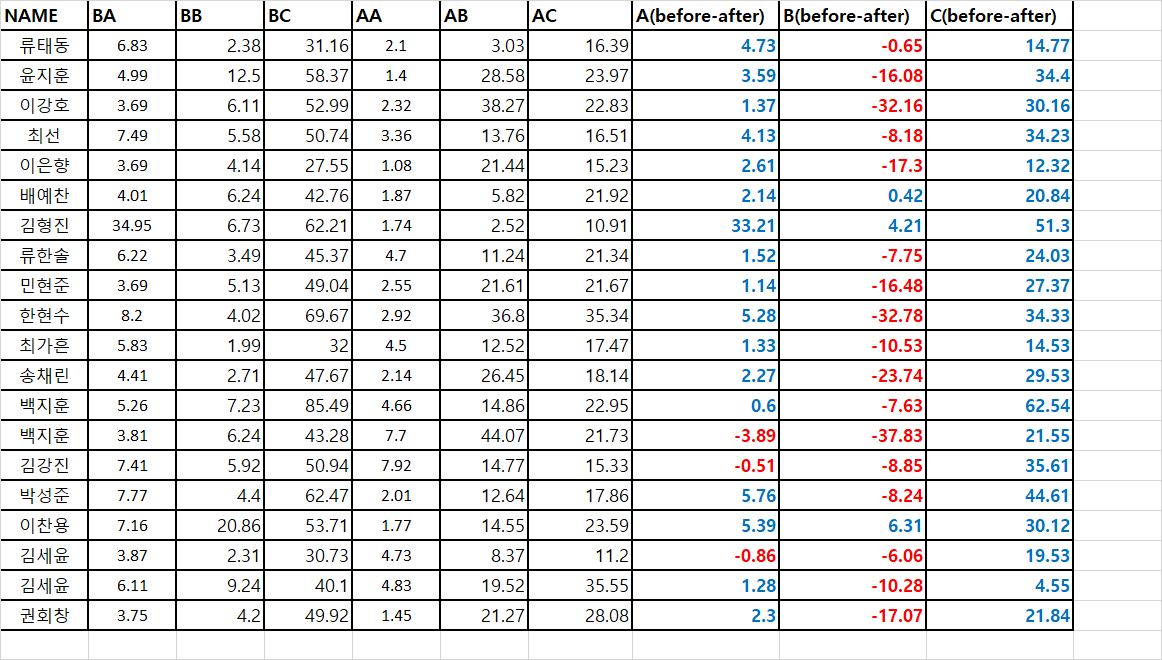 NAME BA BB BC AA AB AC A(before-after) B(before-after) C(before-after)
류태동 6.83 2.38 31.16 2.1 3.03 16.39 4.73 -0.65 14.77
윤지훈 4.99 12.5 58.37 1.4 28.58 23.97 3.59 -16.08 34.4
이강호 3.69 6.11 52.99 2.32 38.27 22.83 1.37 -32.16 30.16
최선 7.49 5.58 50.74 3.36 13.76 16.51 4.13 -8.18 34.23
이은향 3.69 4.14 27.55 1.08 21.44 15.23 2.61 -17.3 12.32
배예찬 4.01 6.24 42.76 1.87 5.82 21.92 2.14 0.42 20.84
김형진 34.95 6.73 62.21 1.74 2.52 10.91 33.21 4.21 51.3
류한솔 6.22 3.49 45.37 4.7 11.24 21.34 1.52 -7.75 24.03
민현준 3.69 5.13 49.04 2.55 21.61 21.67 1.14 -16.48 27.37
한현수 8.2 4.02 69.67 2.92 36.8 35.34 5.28 -32.78 34.33
최가흔 5.83 1.99 32 4.5 12.52 17.47 1.33 -10.53 14.53
송채린 4.41 2.71 47.67 2.14 26.45 18.14 2.27 -23.74 29.53
백지훈 5.26 7.23 85.49 4.66 14.86 22.95 0.6 -7.63 62.54
백지훈 3.81 6.24 43.28 7.7 44.07 21.73 -3.89 -37.83 21.55
김강진 7.41 5.92 50.94 7.92 14.77 15.33 -0.51 -8.85 35.61
박성준 7.77 4.4 62.47 2.01 12.64 17.86 5.76 -8.24 44.61
이찬용 7.16 20.86 53.71 1.77 14.55 23.59 5.39 6.31 30.12
김세윤 3.87 2.31 30.73 4.73 8.37 11.2 -0.86 -6.06 19.53
김세윤 6.11 9.24 40.1 4.83 19.52 35.55 1.28 -10.28 4.55
권회창 3.75 4.2 49.92 1.45 21.27 28.08 2.3 -17.07 21.84